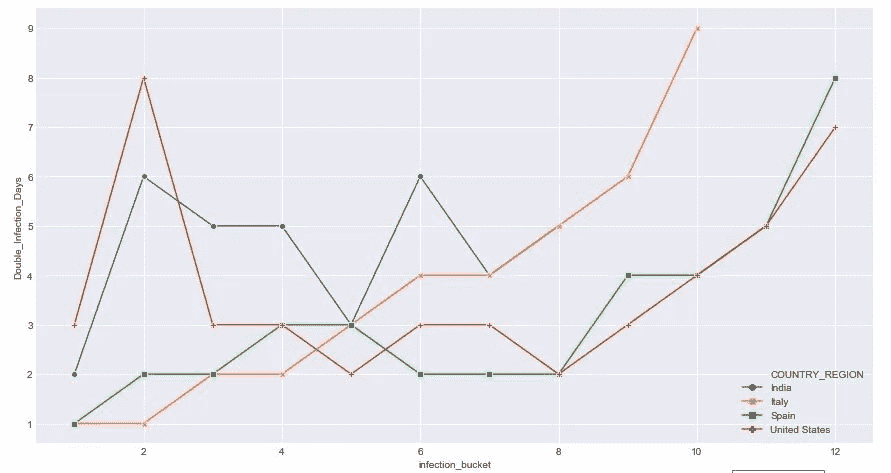 9
8
7
6
5
4
3
2
1
Double_Infection_Days
2 4 6 8 10 12
infection_bucket
COUNTRY_REGION
India
Italy
Spain
United States